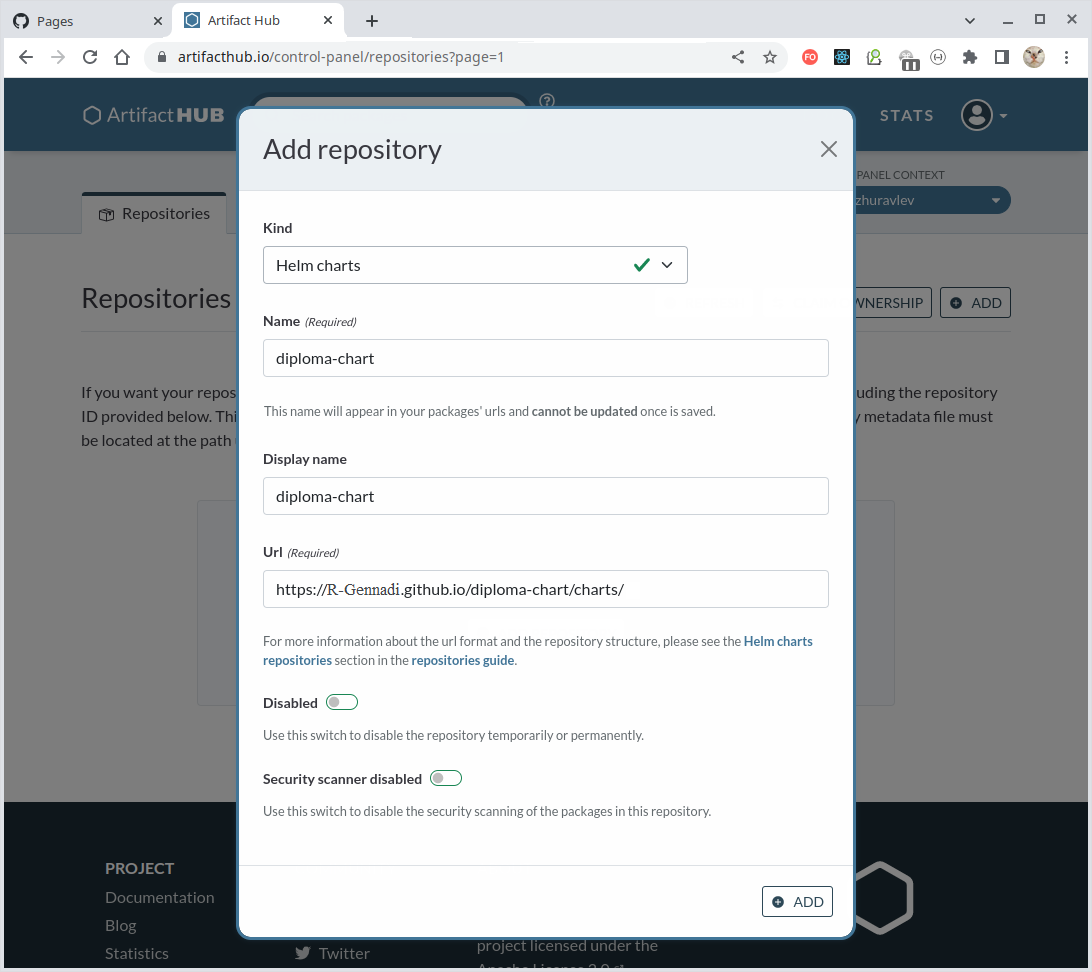 Pages
Artifact Hub
artifacthub.io/control-panel/repositories?page=1
FO
ArtifactHUB
?
STATS
Add repository
PANEL CONTEXT
zhuravlev
Repositories
Kind
Helm charts
Repositories
WNERSHIP
ADD
Name (Required)
diploma-chart
If you want your repos
uding the repository
This name will appear in your packages' urls and cannot be updated once is saved.
ID provided below. Thi
y metadata file must
be located at the path
Display name
diploma-chart
Url (Required)
https://R-Gennadi.github.io/diploma-chart/charts/
For more information about the url format and the repository structure, please see the Helm charts
repositories section in the repositories guide.
Disabled
Use this switch to disable the repository temporarily or permanently.
Security scanner disabled
Use this switch to disable the security scanning of the packages in this repository.
PROJECT
Documentation
Blog
Statistics
ADD
Twitter
project licensed under the
Apache License 2.0